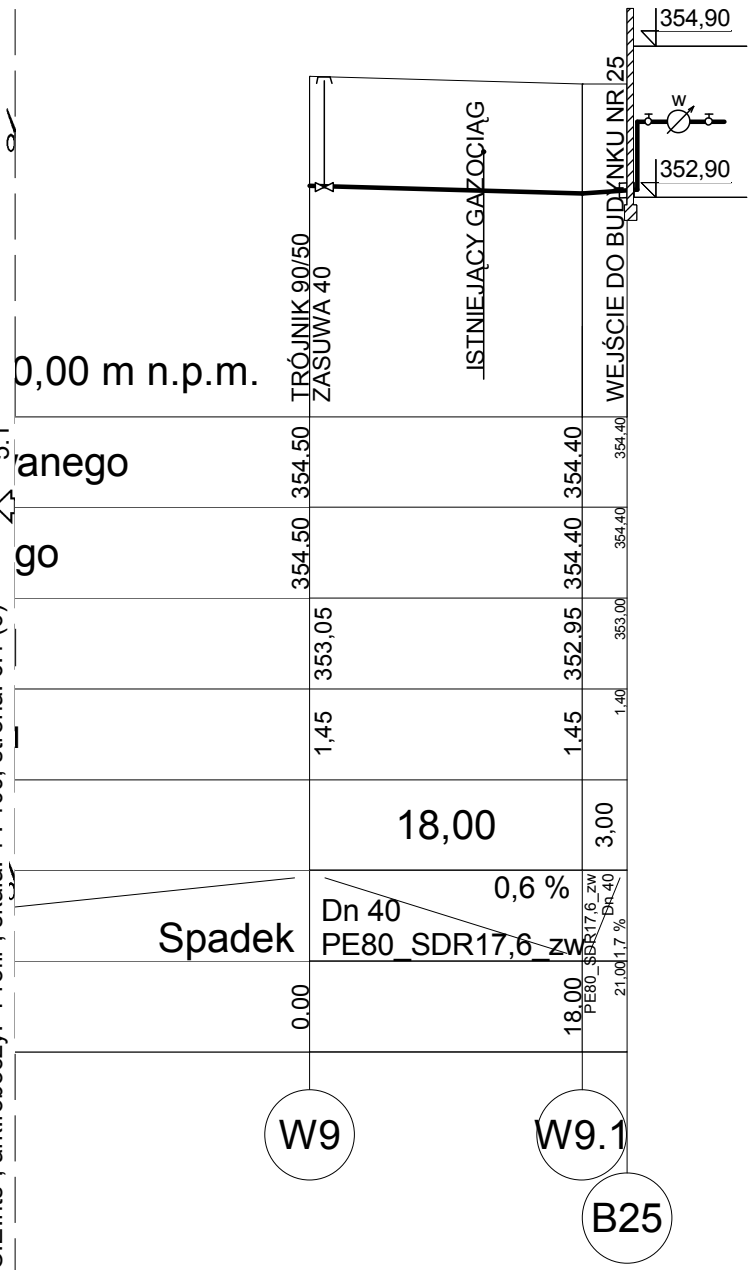 354,90
W
352,90
TRÓJNIK 90/50
ZASUWA 40
ISTNIEJĄCY GAZOCIĄG
WEJŚCIE DO BUDYNKU NR 25
0,00 m n.p.m.
anego
354.50
354.40
354,40
go
354.50
354.40
354,40
353,05
352.95
353,00
1,45
1.45
1,40
18,00
3,00
Spadek
0,6 %
Dn 40
PE80_SDR17,6_zw
PE80_SDR17,6_zw
Dn 40
1.7 %
0.00
18.00
21,00
W9
W9.1
B25